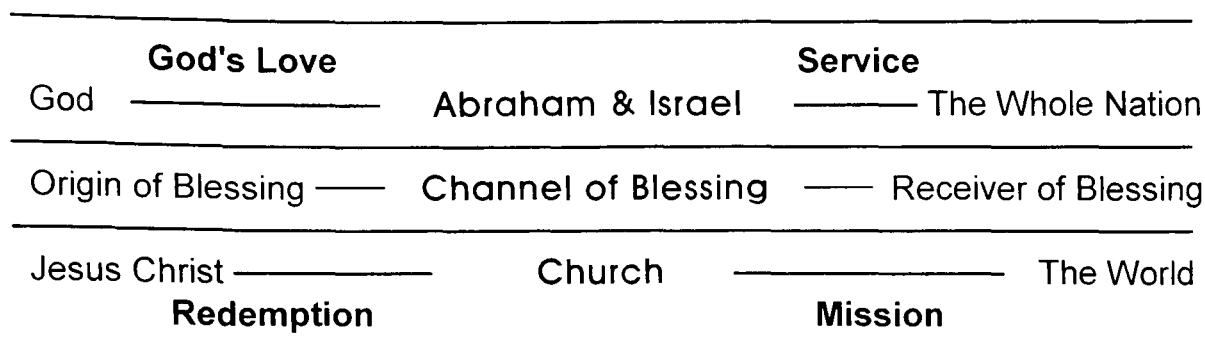 God's Love Service
God Abraham & Israel The Whole Nation
Origin of Blessing Channel of Blessing Receiver of Blessing
Jesus Christ Church The World
Redemption Mission